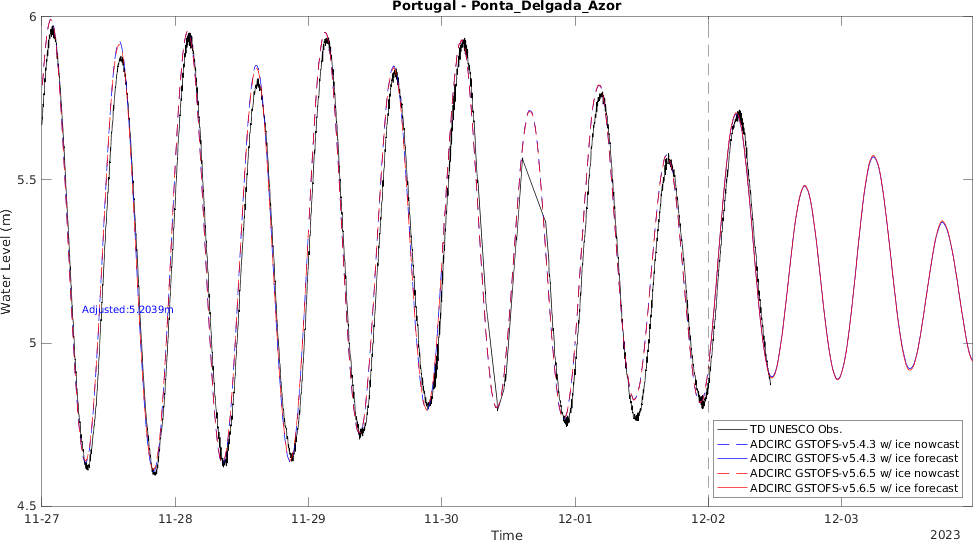 Portugal - Ponta_Delgada_Azor
6
5.5
5
4.5
Water Level (m)
Adjusted:5.2039m
TD UNESCO Obs.
ADCIRC GSTOFS-v5.4.3 w/ ice nowcast
ADCIRC GSTOFS-v5.4.3 w/ ice forecast
ADCIRC GSTOFS-v5.6.5 w/ ice nowcast
ADCIRC GSTOFS-v5.6.5 w/ ice forecast
11-27 11-28 11-29 11-30 12-01 12-02 12-03
Time
2023